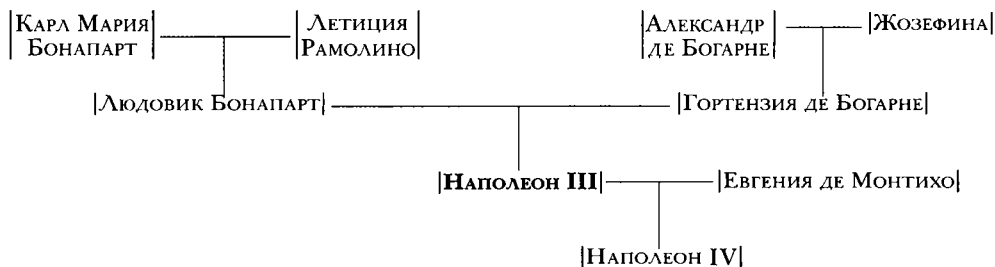 Карл Мария
Бонапарт
Летиция
Рамолино
Александр
де Богарне
Жозефина
Людовик Бонапарт
Гортензия де Богарне
Наполеон III
Евгения де Монтихо
Наполеон IV